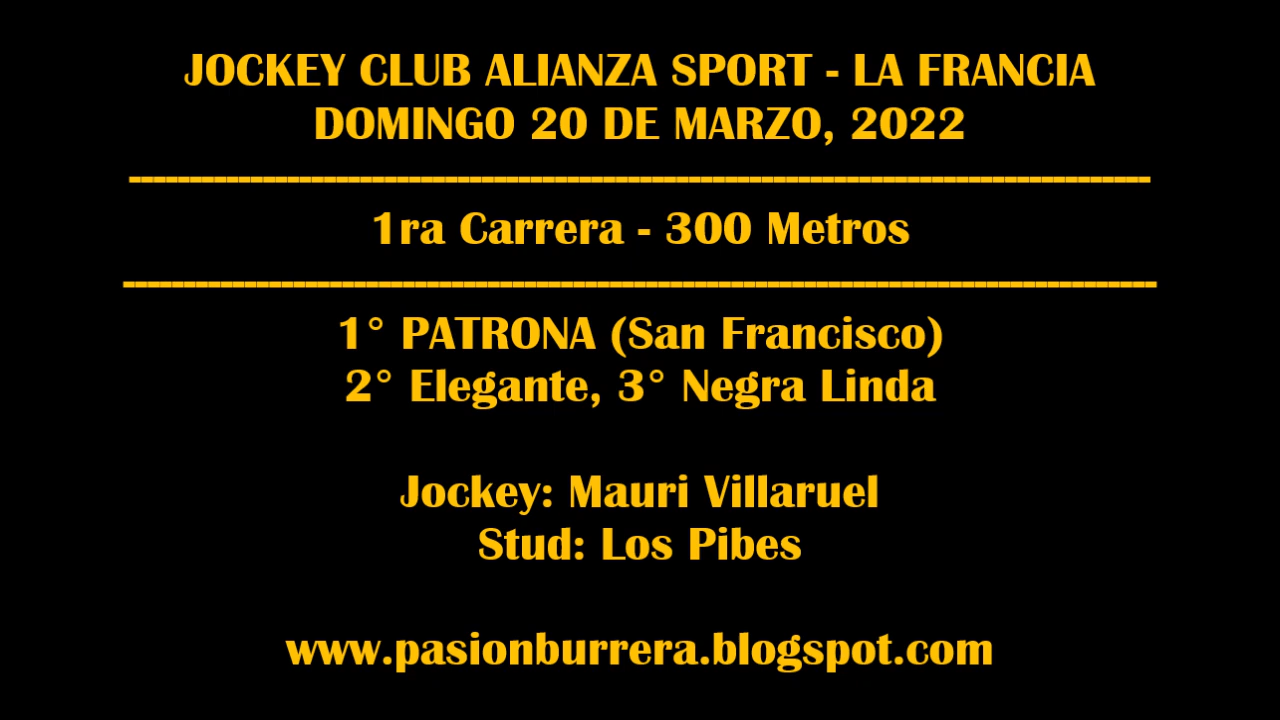 JOCKEY CLUB ALIANZA SPORT - LA FRANCIA
DOMINGO 20 DE MARZO, 2022
1ra Carrera - 300 Metros
1° PATRONA (San Francisco)
2° Elegante, 3° Negra Linda
Jockey: Mauri Villaruel
Stud: Los Pibes
www.pasionburrera.blogspot.com